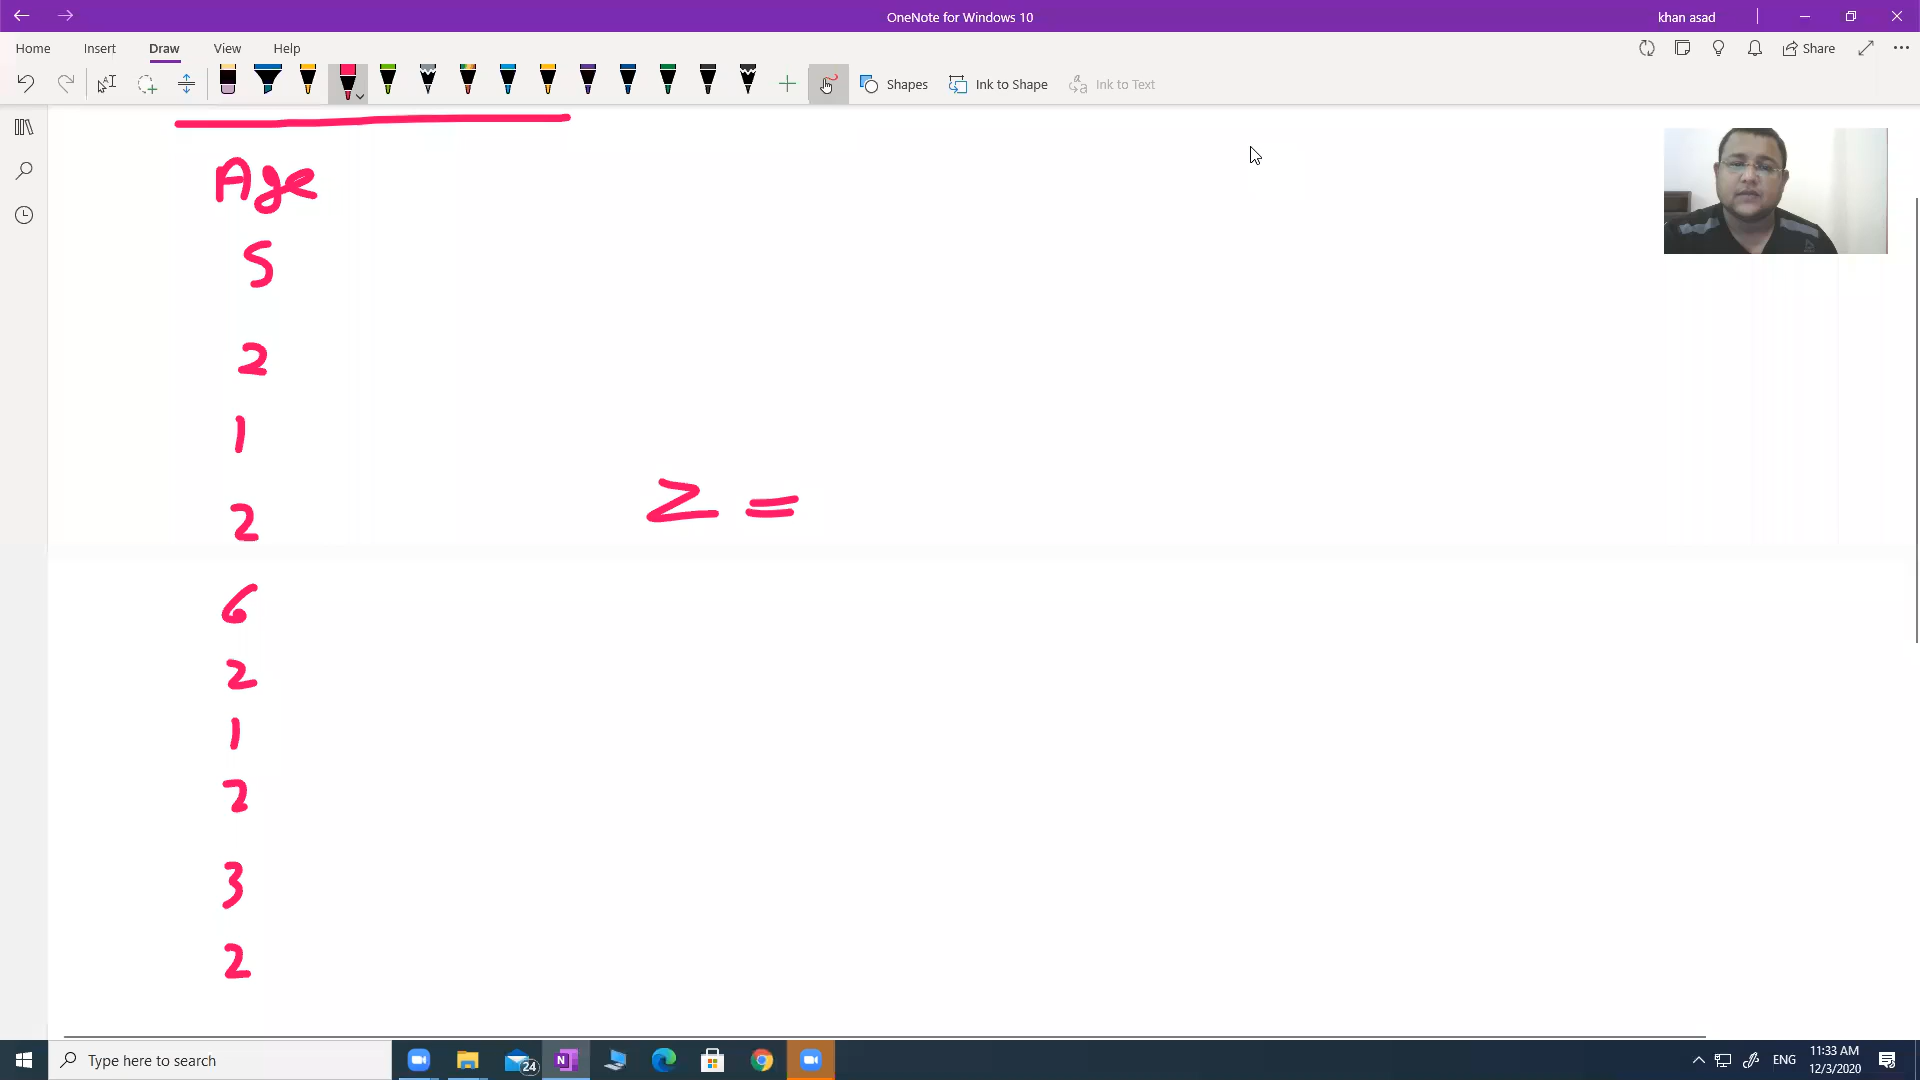 OneNote for Windows 10
khan asad
Home Insert Draw View Help
Share
Shapes
Ink to Shape
Ink to Text
Age
5
2
1
2
6
2
1
2
3
2
Z =
Type here to search
24
N
ENG
11:33 AM
12/3/2020